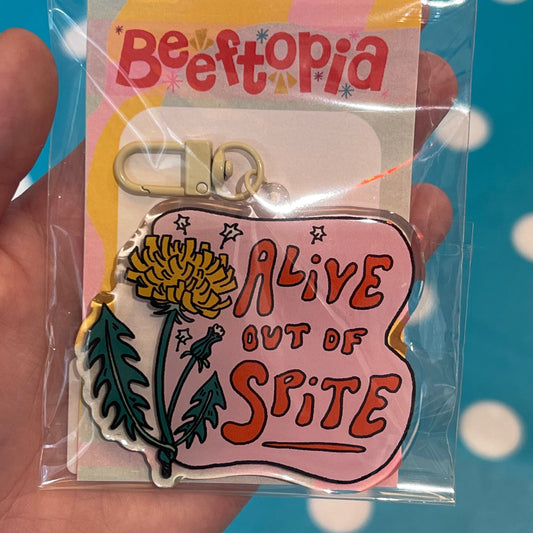 Beeftopia
ALiVE
OUT OF
SPiTE